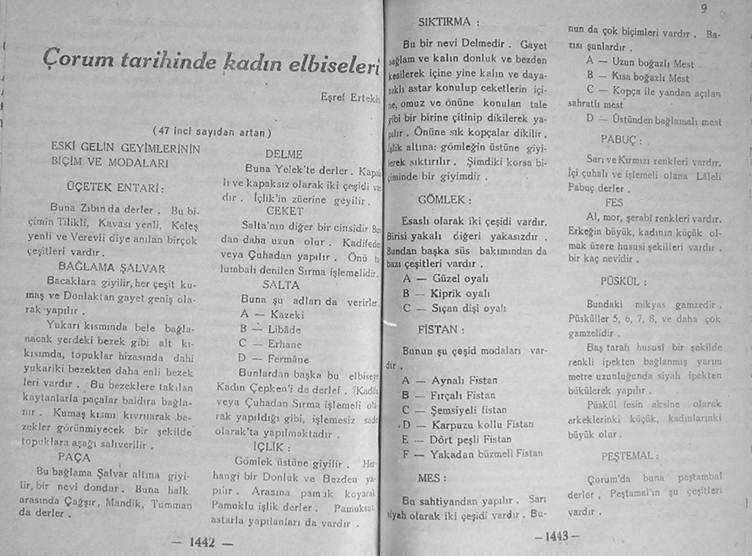 Çorum tarihinde kadın elbiseleri
Eşref Ertekin
(47 inci sayıdan artan)
ESKİ GELİN GEYİMLERİNİN
BİÇİM VE MODALARI
ÜÇETEK ENTARİ:
Buna Zıbın da derler . Bu bi-
çimin Tilikli, Kavası yenli, Keleş
yenli ve Verevli diye anılan birçok
çeşitleri vardır .
BAĞLAMA ŞALVAR
Bacaklara giyilir, her çeşit ku-
maş ve Donlaktan gayet geniş ola-
rak yapılır .
Yukarı kısmında bele bağla-
nacak yerdeki bezek gibi alt kı-
kısımda, topuklar hizasında dahi
yukariki bezekten daha enli bezek
leri vardır . Bu bezeklere takılan
kaytanlarla paçalar baldıra bağla-
nır . Kumaş kısmı kıvrılarak be-
zekler görünmiyecek bir şekilde
topuklara aşağı salıverilir .
PAÇA
Bu bağlama Şalvar altına giyi-
lir, bir nevi dondur . Buna halk
arasında Çağşır, Mandik, Tumman
da derler .
DELME
Buna Yelek'te derler . Kapak
lı ve kapaksız olarak iki çeşidi var
dır . İçlik'in züerine geyilir .
CEKET
Salta'nın diğer bir cinsidir Bun
dan daha uzun olur . Kadifeden
veya Çuhadan yapılır . Önü
lumbalı denilen Sırma işlemelidir.
SALTA
Buna şu adları da verirler
A — Kazeki
B — Libâde
C — Erhane
D — Fermâne
Bunlardan başka bu elbiseye
Kadın Çepken'i de derler . Kadife
veya Çuhadan Sırma işlemeli ola
rak yapıldığı gibi, işlemesiz sade
olarak'ta yapılmaktadır .
İÇLİK :
Gömlek üstüne giyilir . Her
hangi bir Donluk ve Bezden ya-
pılır . Arasına pamuk koyarak
Pamuklu işlik derler . Pamuksuz,
astarla yapılanları da vardır .
— 1442 —
9
SIKTIRMA :
Bu bir nevi Delmedir . Gayet
sağlam ve kalın donluk ve bezden
kesilerek içine yine kalın ve daya-
naklı astar konulup ceketlerin içi-
ne, omuz ve önüne konulan tale
gibi bir birine çitinip dikilerek ya-
pılır . Önüne sık kopçalar dikilir .
İçlik altına: gömleğin üstüne giyi-
lerek sıktırılır . Şimdiki korsa bi-
çiminde bir giyimdir .
GÖMLEK :
Esaslı olarak iki çeşidi vardır.
Birisi yakalı diğeri yakasızdır .
Bundan başka süs bakımından da
bazı çeşitleri vardır .
A — Güzel oyalı
B — Kiprik oyalı
C — Sıçan dişi oyalı
FİSTAN :
Bunun şu çeşid modaları var-
dır .
A — Aynalı Fistan
B — Fırçalı Fistan
C — Şemsiyeli fistan
D — Karpuzu kollu Fistan
E — Dört peşli Fistan
F — Yakadan büzmeli Fistan
MES :
Bu sahtiyandan yapılır . Sarı
siyah olarak iki çeşidi vardır . Bu-
nun da çok biçimleri vardır . Ba-
zısı şunlardır .
A — Uzun boğazlı Mest
B — Kısa boğazlı Mest
C — Kopça ile yandan açılan
sahratlı mest
D — Üstünden bağlamalı mest
PABUÇ :
Sarı ve Kırmızı renkleri vardır.
İçi çuhalı ve işlemeli olana Lâleli
Pabuç derler .
FES
Al, mor, şerabî renkleri vardır.
Erkeğin büyük, kadının küçük ol-
mak üzere hususi şekilleri vardır .
bir kaç nevidir .
PÜSKÜL :
Bundaki mikyas gamzedir .
Püsküller 5, 6, 7, 8, ve daha çok
gamzelidir .
Baş tarafı hususi bir şekilde
renkli ipekten bağlanmış yarım
metre uzunluğunda siyah ipekten
bükülerek yapılır .
Püskül fesin aksine olarak
erkeklerinki küçük, kadınlarınki
büyük olur .
PEŞTEMAL :
Çorum'da buna peştambal
derler , Peştamal'ın şu çeşitleri
vardır .
— 1443 —